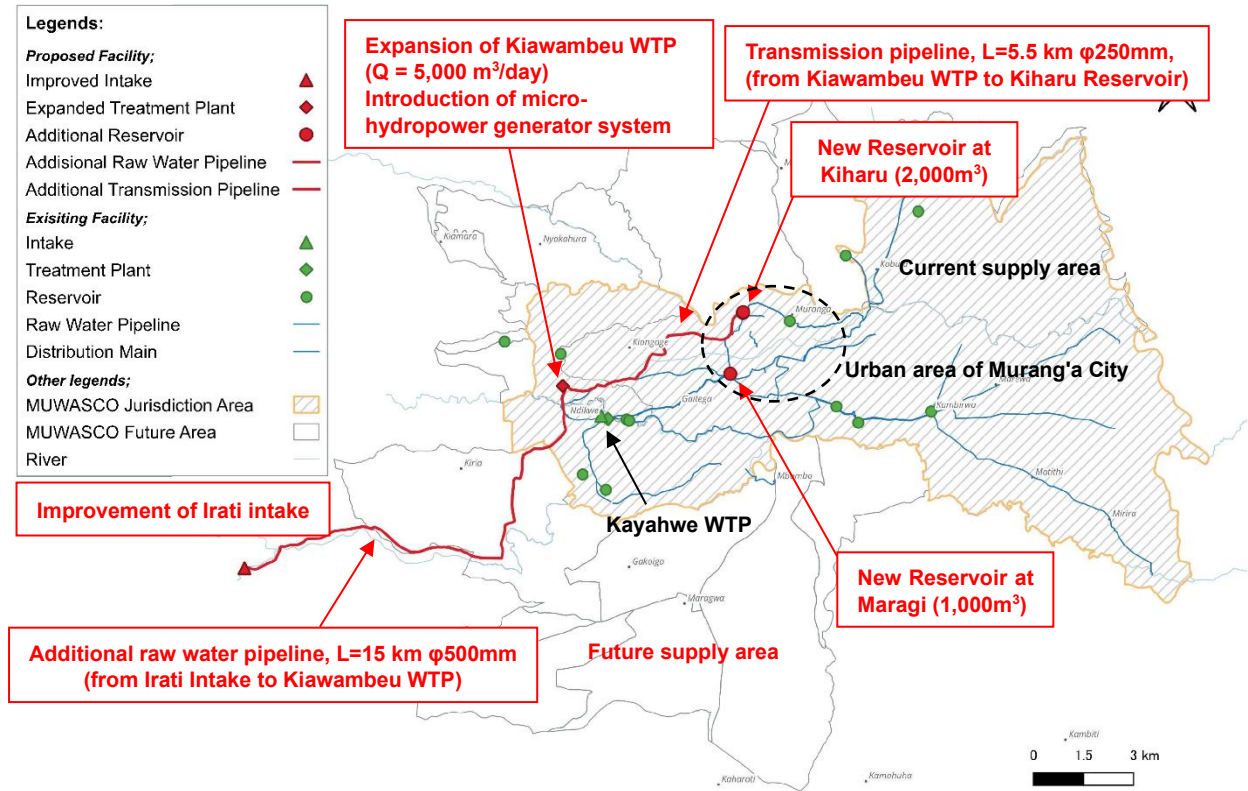 Legends:
Proposed Facility;
Improved Intake
Expanded Treatment Plant
Additional Reservoir
Addisional Raw Water Pipeline
Additional Transmission Pipeline
Exisiting Facility;
Intake
Treatment Plant
Reservoir
Raw Water Pipeline
Distribution Main
Other legends;
MUWASCO Jurisdiction Area
MUWASCO Future Area
River
Expansion of Kiawambeu WTP
(Q = 5,000 m³/day)
Introduction of micro-
hydropower generator system
Transmission pipeline, L=5.5 km φ250mm,
(from Kiawambeu WTP to Kiharu Reservoir)
New Reservoir at
Kiharu (2,000m³)
Kiamara
Nyakahura
Current supply area
Muranga
Kiangage
Urban area of Murang'a City
Marewa
Gaitega
Ndikwe
Kambirwu
Kiria
Mbombo
Matithi
Mirira
Improvement of Irati intake
Kayahwe WTP
Gakoigo
New Reservoir at
Maragi (1,000m³)
Maragwa
Additional raw water pipeline, L=15 km φ500mm
(from Irati Intake to Kiawambeu WTP)
Future supply area
Kambiti
0 1.5 3 km
Kaharati
Kamahuha